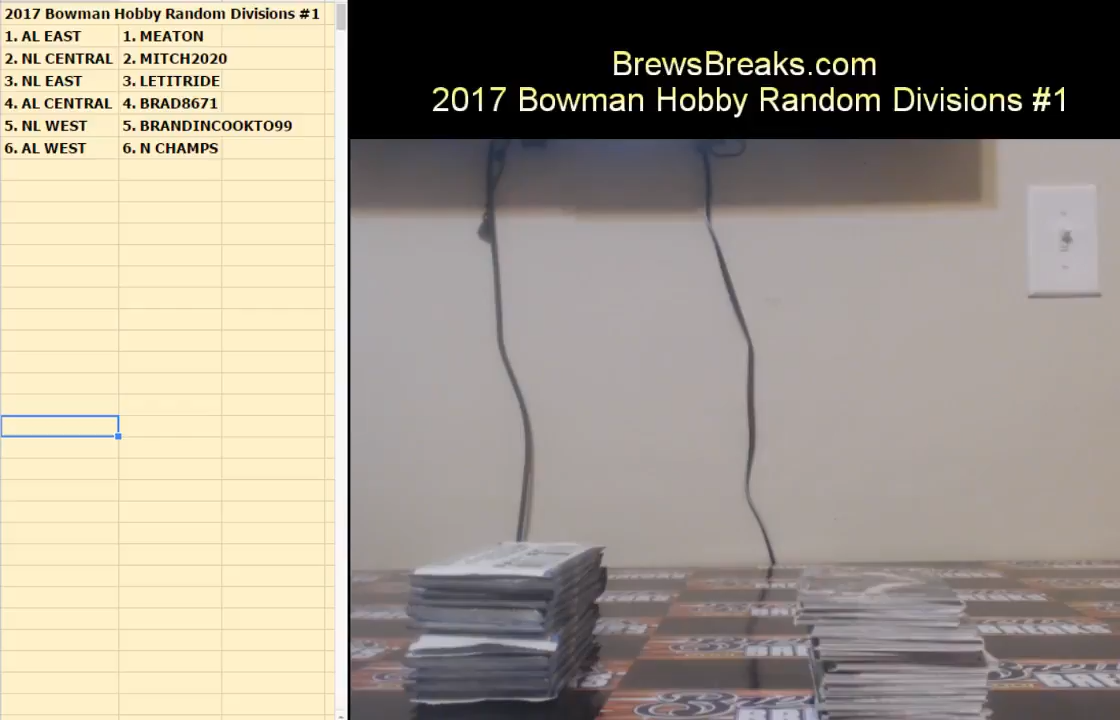 2017 Bowman Hobby Random Divisions #1
1. AL EAST 1. MEATON
2. NL CENTRAL 2. MITCH2020
3. NL EAST 3. LETITRIDE
4. AL CENTRAL 4. BRAD8671
5. NL WEST 5. BRANDINCOOKTO99
6. AL WEST 6. N CHAMPS
BrewsBreaks.com
2017 Bowman Hobby Random Divisions #1